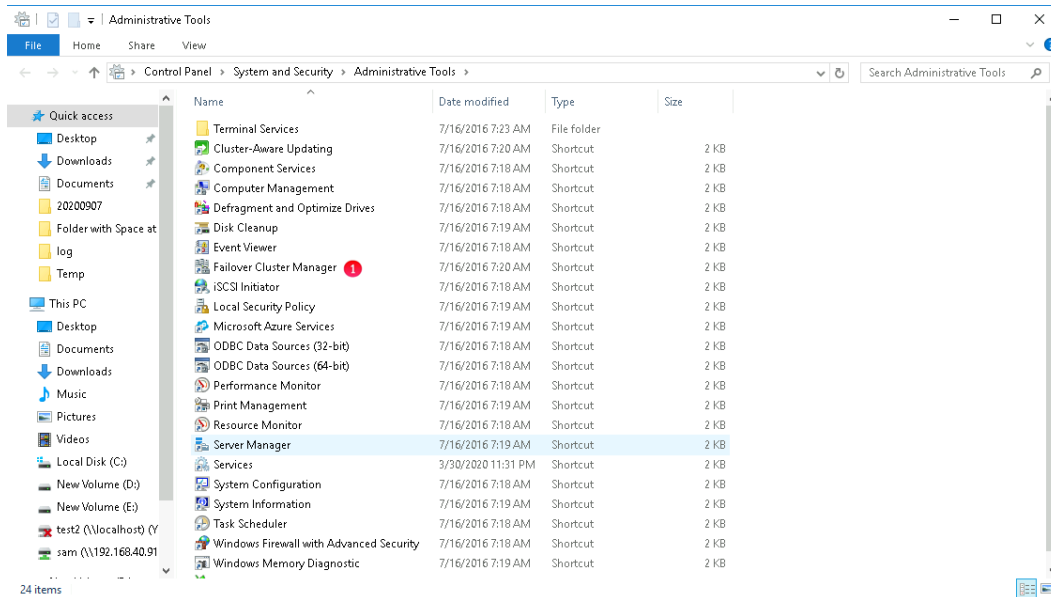 Administrative Tools
File Home Share View
Control Panel > System and Security > Administrative Tools > Search Administrative Tools
Name Date modified Type Size
Quick access
Desktop
Downloads
Documents
20200907
Folder with Space at
log
Temp
This PC
Desktop
Documents
Downloads
Music
Pictures
Videos
Local Disk (C:)
New Volume (D:)
New Volume (E:)
test2 (\\localhost) (Y
sam (\\192.168.40.91
Terminal Services 7/16/2016 7:23 AM File folder
Cluster-Aware Updating 7/16/2016 7:20 AM Shortcut 2 KB
Component Services 7/16/2016 7:18 AM Shortcut 2 KB
Computer Management 7/16/2016 7:18 AM Shortcut 2 KB
Defragment and Optimize Drives 7/16/2016 7:18 AM Shortcut 2 KB
Disk Cleanup 7/16/2016 7:19 AM Shortcut 2 KB
Event Viewer 7/16/2016 7:18 AM Shortcut 2 KB
Failover Cluster Manager 1 7/16/2016 7:20 AM Shortcut 2 KB
iSCSI Initiator 7/16/2016 7:18 AM Shortcut 2 KB
Local Security Policy 7/16/2016 7:19 AM Shortcut 2 KB
Microsoft Azure Services 7/16/2016 7:19 AM Shortcut 2 KB
ODBC Data Sources (32-bit) 7/16/2016 7:18 AM Shortcut 2 KB
ODBC Data Sources (64-bit) 7/16/2016 7:18 AM Shortcut 2 KB
Performance Monitor 7/16/2016 7:18 AM Shortcut 2 KB
Print Management 7/16/2016 7:19 AM Shortcut 2 KB
Resource Monitor 7/16/2016 7:18 AM Shortcut 2 KB
Server Manager 7/16/2016 7:19 AM Shortcut 2 KB
Services 3/30/2020 11:31 PM Shortcut 2 KB
System Configuration 7/16/2016 7:18 AM Shortcut 2 KB
System Information 7/16/2016 7:19 AM Shortcut 2 KB
Task Scheduler 7/16/2016 7:18 AM Shortcut 2 KB
Windows Firewall with Advanced Security 7/16/2016 7:18 AM Shortcut 2 KB
Windows Memory Diagnostic 7/16/2016 7:19 AM Shortcut 2 KB
24 items